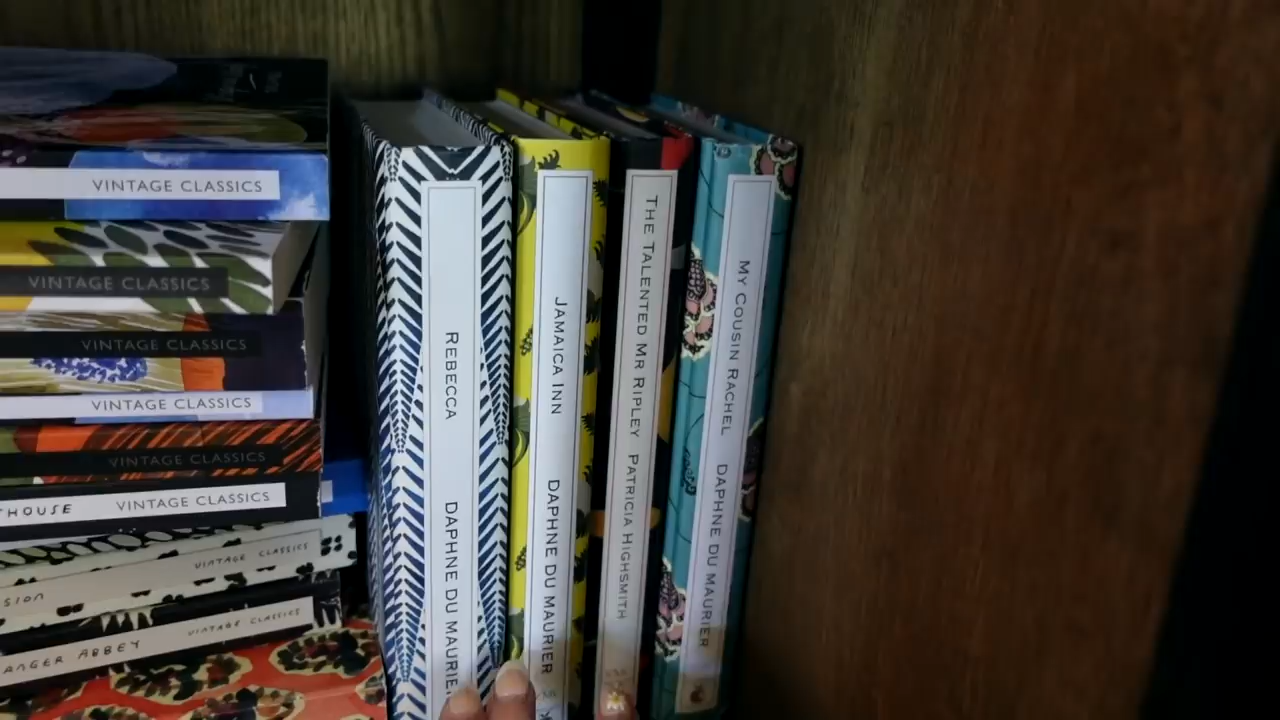 VINTAGE CLASSICS
VINTAGE CLASSICS
VINTAGE CLASSICS
VINTAGE CLASSICS
VINTAGE CLASSICS
THOUSE VINTAGE CLASSICS
SION VINTAGE CLASSICS
ANGER ABBEY VINTAGE CLASSICS
REBECCA DAPHNE DU MAURIE
JAMAICA INN DAPHNE DU MAURIER
THE TALENTED MR RIPLEY PATRICIA HIGHSMITH
MY COUSIN RACHEL DAPHNE DU MAURIER